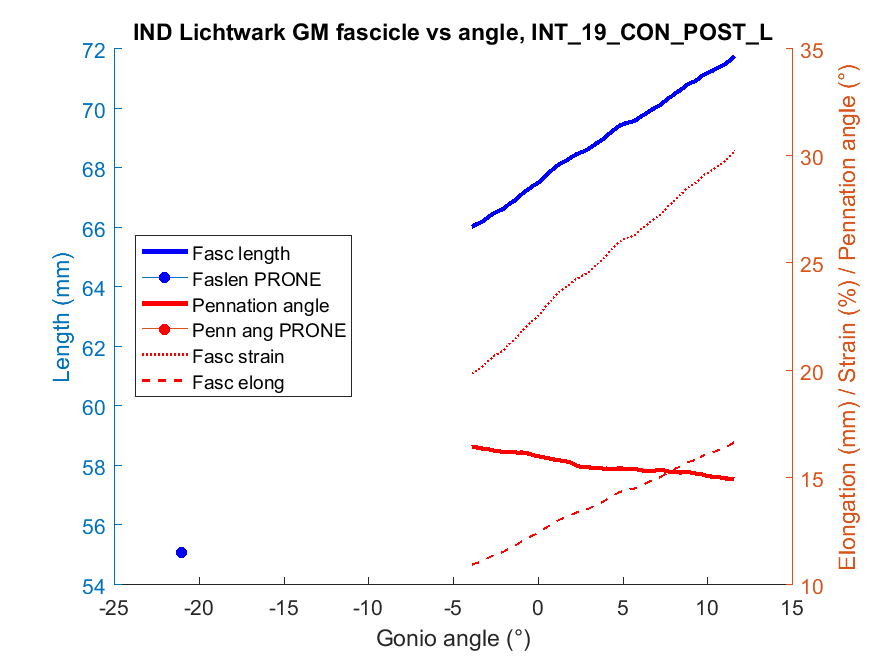 IND Lichtwark GM fascicle vs angle, INT_19_CON_POST_L
72
70
68
66
64
62
60
58
56
54
Length (mm)
Fasc length
Faslen PRONE
Pennation angle
Penn ang PRONE
Fasc strain
Fasc elong
35
30
25
20
15
10
Elongation (mm) / Strain (%) / Pennation angle (°)
-25 -20 -15 -10 -5 0 5 10 15
Gonio angle (°)